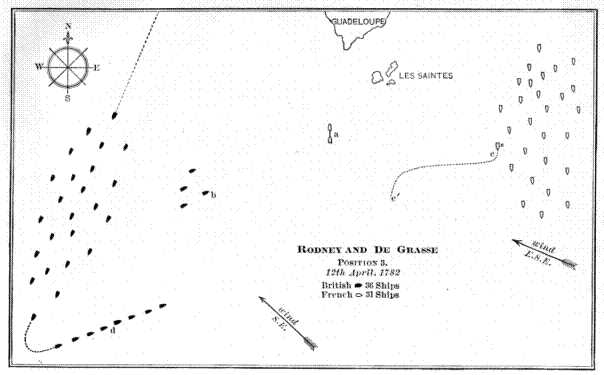 GUADELOUPE
N
W E
S
LES SAINTES
a
c
b
c'
RODNEY AND DE GRASSE
POSITION 3.
12th April. 1782
British 36 Ships
French 31 Ships
wind
E.S.E.
wind
S.E.
d